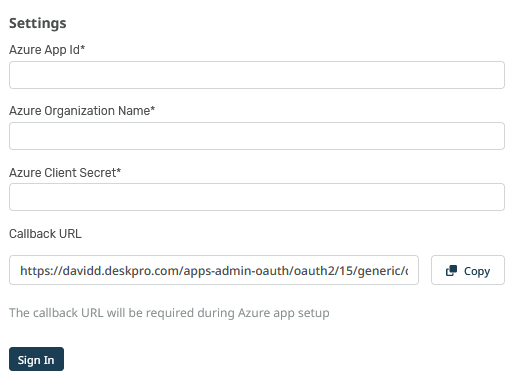 Settings
Azure App Id*
Azure Organization Name*
Azure Client Secret*
Callback URL
https://davidd.deskpro.com/apps-admin-oauth/oauth2/15/generic/
Copy
The callback URL will be required during Azure app setup
Sign In